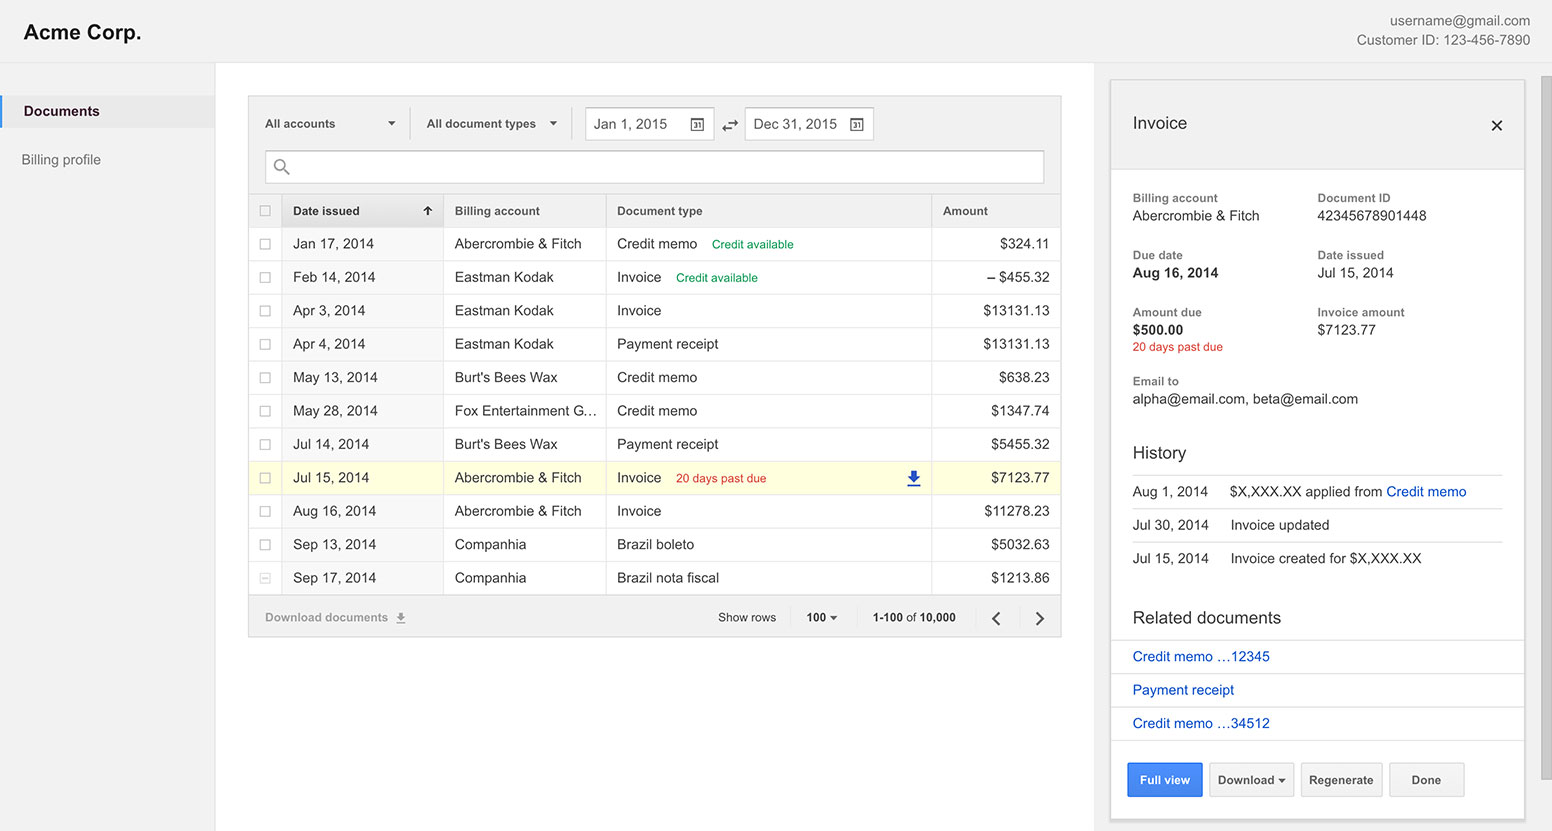 Acme Corp.
username@gmail.com
Customer ID: 123-456-7890
Documents
Billing profile
All accounts
All document types
Jan 1, 2015
31
Dec 31, 2015
31
Date issued
Billing account
Document type
Amount
Jan 17, 2014 Abercrombie & Fitch Credit memo Credit available $324.11
Feb 14, 2014 Eastman Kodak Invoice Credit available – $455.32
Apr 3, 2014 Eastman Kodak Invoice $13131.13
Apr 4, 2014 Eastman Kodak Payment receipt $13131.13
May 13, 2014 Burt's Bees Wax Credit memo $638.23
May 28, 2014 Fox Entertainment G... Credit memo $1347.74
Jul 14, 2014 Burt's Bees Wax Payment receipt $5455.32
Jul 15, 2014 Abercrombie & Fitch Invoice 20 days past due $7123.77
Aug 16, 2014 Abercrombie & Fitch Invoice $11278.23
Sep 13, 2014 Companhia Brazil boleto $5032.63
Sep 17, 2014 Companhia Brazil nota fiscal $1213.86
Download documents
Show rows
100
1-100 of 10,000
Invoice
Billing account
Abercrombie & Fitch
Document ID
42345678901448
Due date
Aug 16, 2014
Date issued
Jul 15, 2014
Amount due
$500.00
20 days past due
Invoice amount
$7123.77
Email to
alpha@email.com, beta@email.com
History
Aug 1, 2014 $X,XXX.XX applied from Credit memo
Jul 30, 2014 Invoice updated
Jul 15, 2014 Invoice created for $X,XXX.XX
Related documents
Credit memo …12345
Payment receipt
Credit memo …34512
Full view
Download
Regenerate
Done